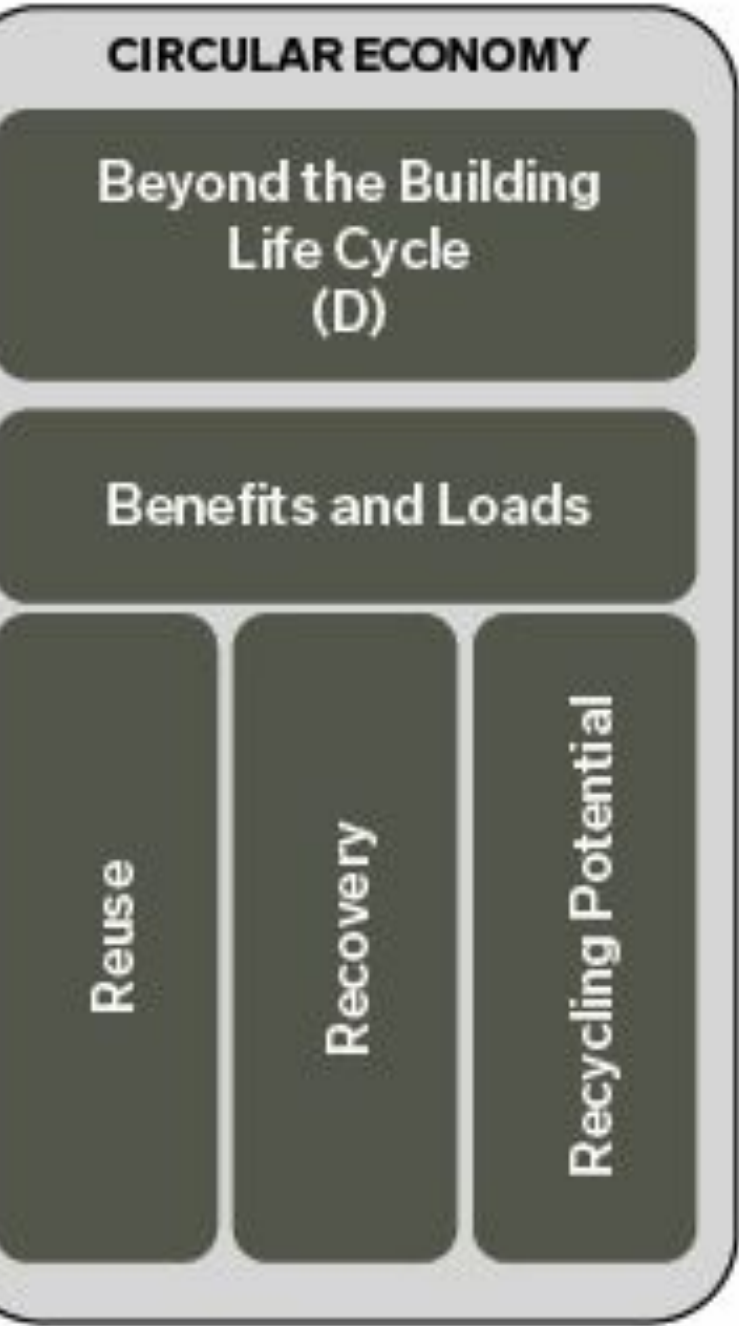 CIRCULAR ECONOMY
Beyond the Building
Life Cycle
(D)
Benefits and Loads
Reuse
Recovery
Recycling Potential